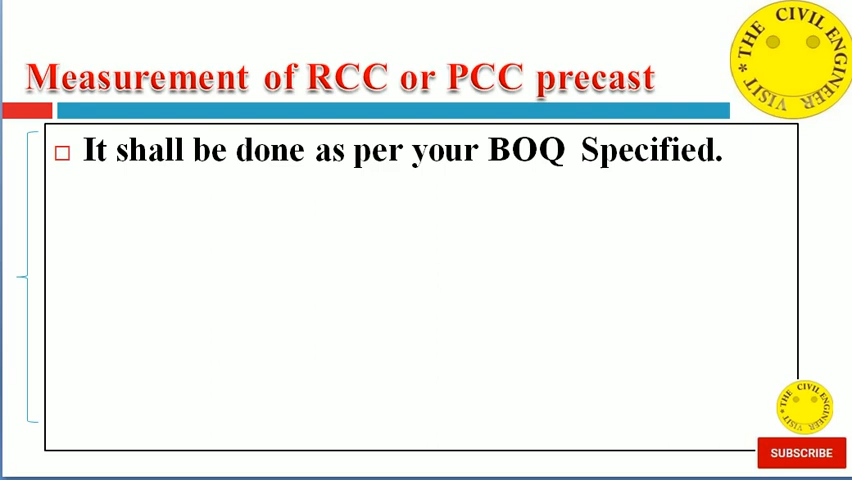 Measurement of RCC or PCC precast
It shall be done as per your BOQ Specified.
* THE CIVIL ENGINEER VISIT
THE CIVIL ENGINEER VISIT
SUBSCRIBE